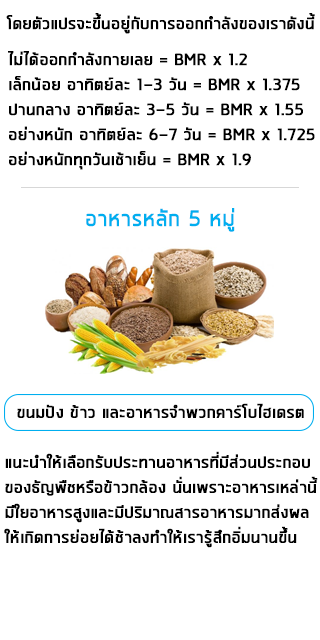 โดยตัวแปรจะขึ้นอยู่กับการออกกำลังของเราดังนี้
ไม่ได้ออกกำลังกายเลย = BMR x 1.2
เล็กน้อย อาทิตย์ละ 1-3 วัน = BMR x 1.375
ปานกลาง อาทิตย์ละ 3-5 วัน = BMR x 1.55
อย่างหนัก อาทิตย์ละ 6-7 วัน = BMR x 1.725
อย่างหนักทุกวันเช้าเย็น = BMR x 1.9
อาหารหลัก 5 หมู่
ขนมปัง ข้าว และอาหารจำพวกคาร์โบไฮเดรต
แนะนำให้เลือกรับประทานอาหารที่มีส่วนประกอบ
ของธัญพืชหรือข้าวกล้อง นั่นเพราะอาหารเหล่านี้
มีใยอาหารสูงและมีปริมาณสารอาหารมากส่งผล
ให้เกิดการย่อยได้ช้าลงทำให้เรารู้สึกอิ่มนานขึ้น